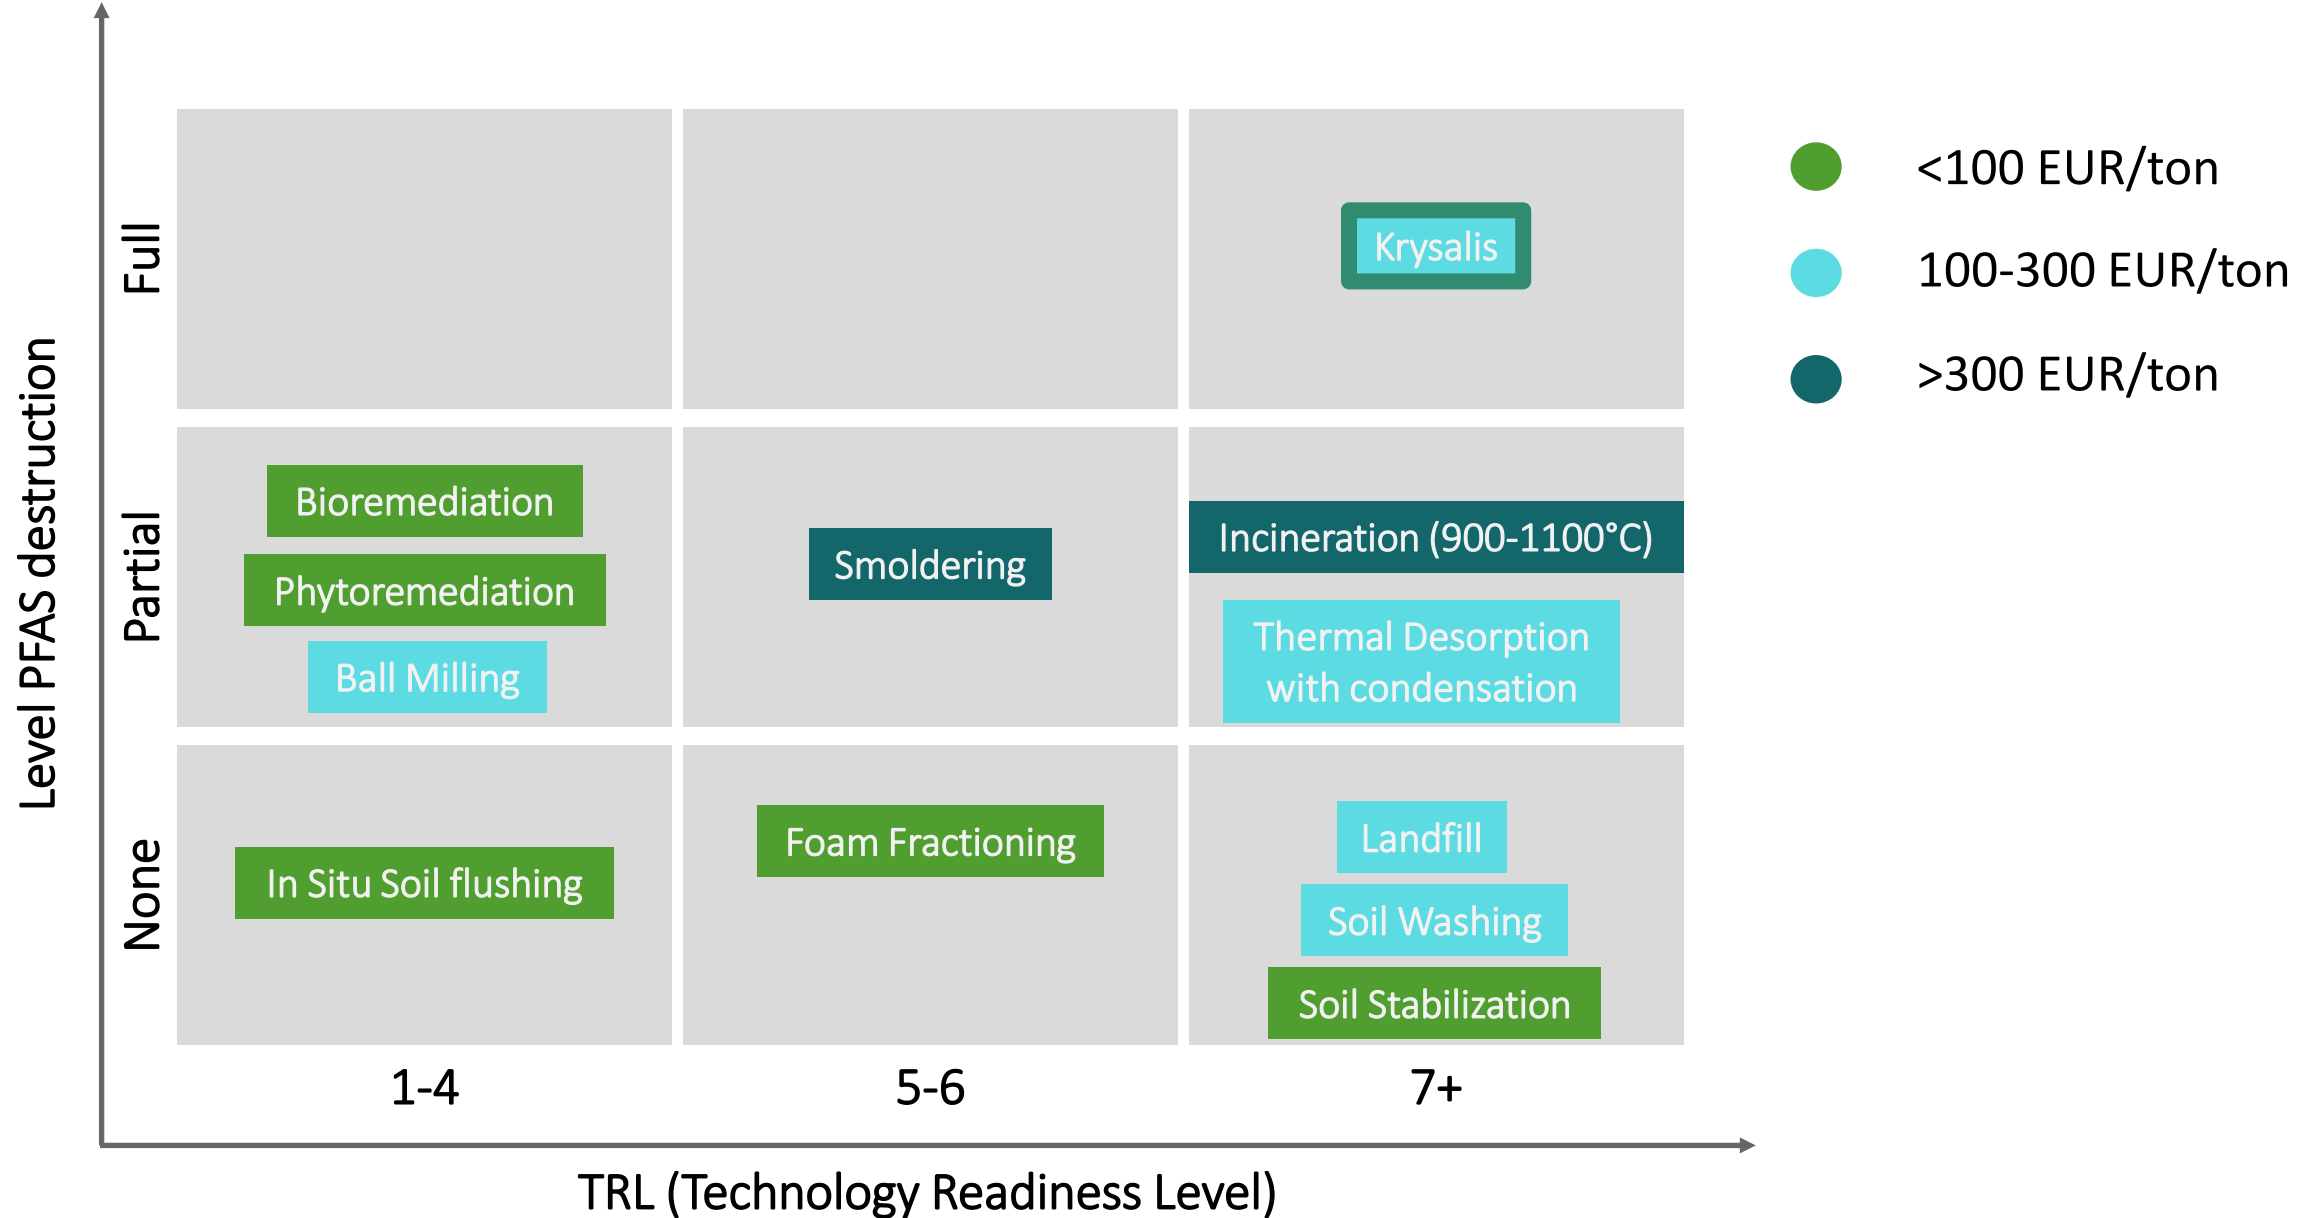 Level PFAS destruction
Full
Partial
None
Krysalis
Bioremediation
Phytoremediation
Ball Milling
Smoldering
Incineration (900-1100°C)
Thermal Desorption
with condensation
In Situ Soil flushing
Foam Fractioning
Landfill
Soil Washing
Soil Stabilization
1-4
5-6
7+
TRL (Technology Readiness Level)
<100 EUR/ton
100-300 EUR/ton
>300 EUR/ton